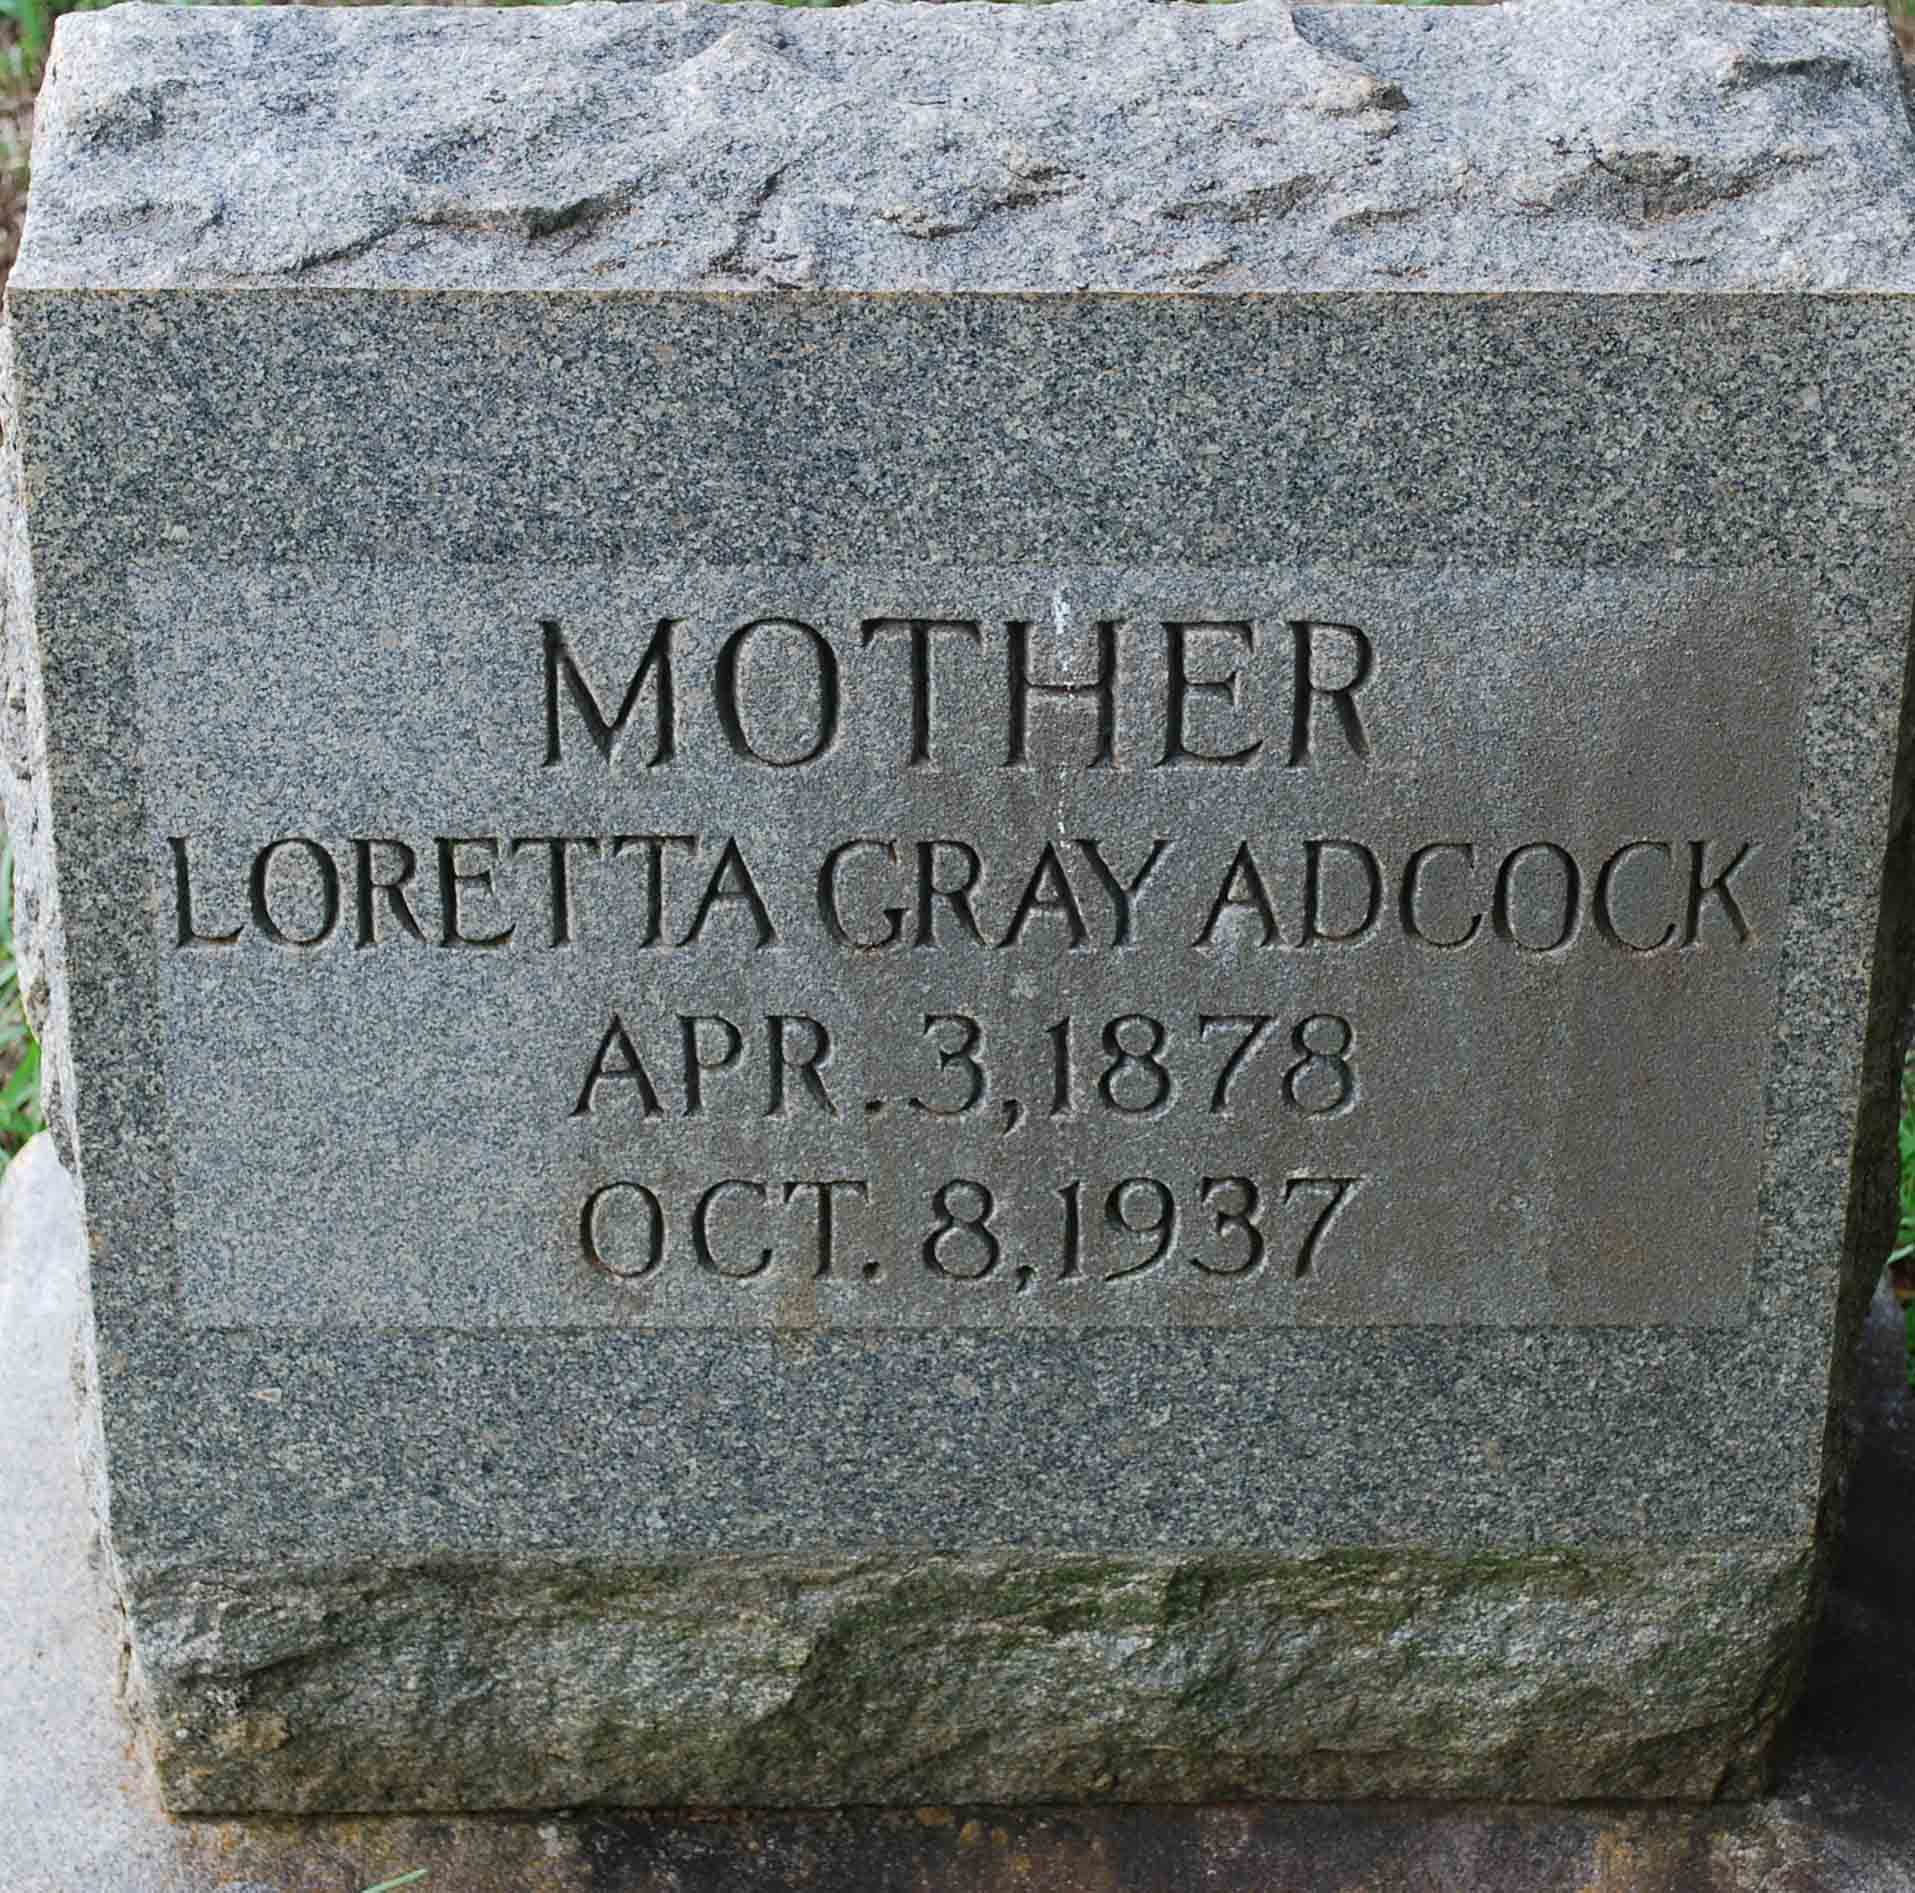 MOTHER
LORETTA GRAY ADCOCK
APR. 3, 1878
OCT. 8, 1937